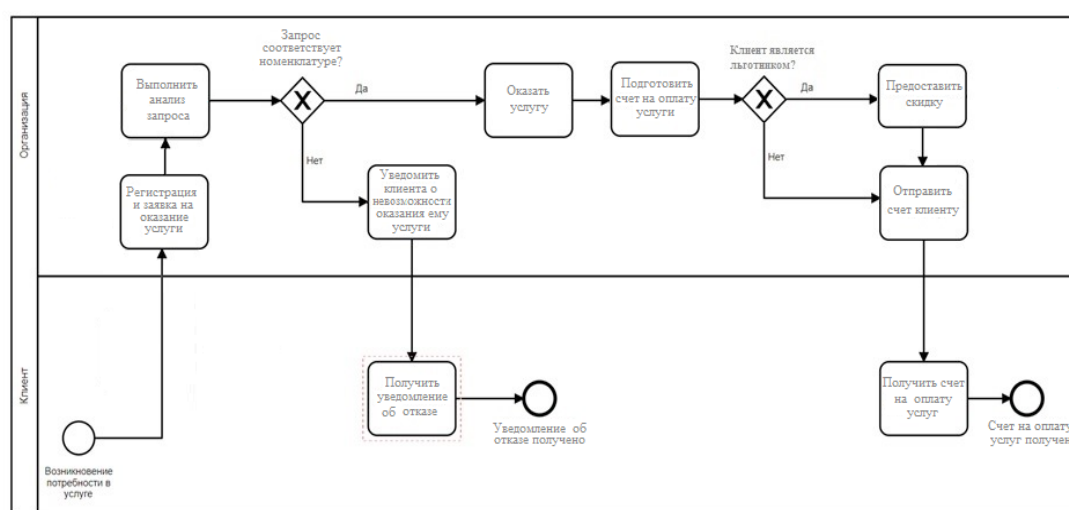 Организация
Запрос
соответствует
номенклатуре?
Клиент является
льготником?
Выполнить
анализ
запроса
Да
Оказать
услугу
Подготовить
счет на оплату
услуги
Да
Предоставить
скидку
Нет
Нет
Регистрация
и заявка на
оказание
услуги
Уведомить
клиента о
невозможности
оказания ему
услуги
Отправить
счет клиенту
Клиент
Получить
уведомление
об отказе
Получить счет
на оплату
услуг
Уведомление об
отказе получено
Счет на оплату
услуг получен
Возникновение
потребности в
услуге